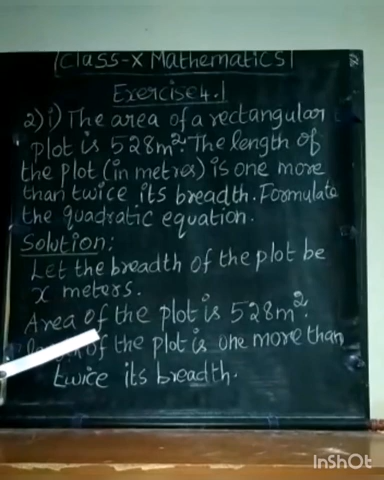 Class-X Mathematics
Exercise 4.1
2) i) The area of a rectangular
plot is 528m². The length of
the plot (in metres) is one more
than twice its breadth. Formulate
the quadratic equation.
Solution:
Let the breadth of the plot be
x meters.
Area of the plot is 528m².
of the plot is one more than
twice its breadth.
InShOt